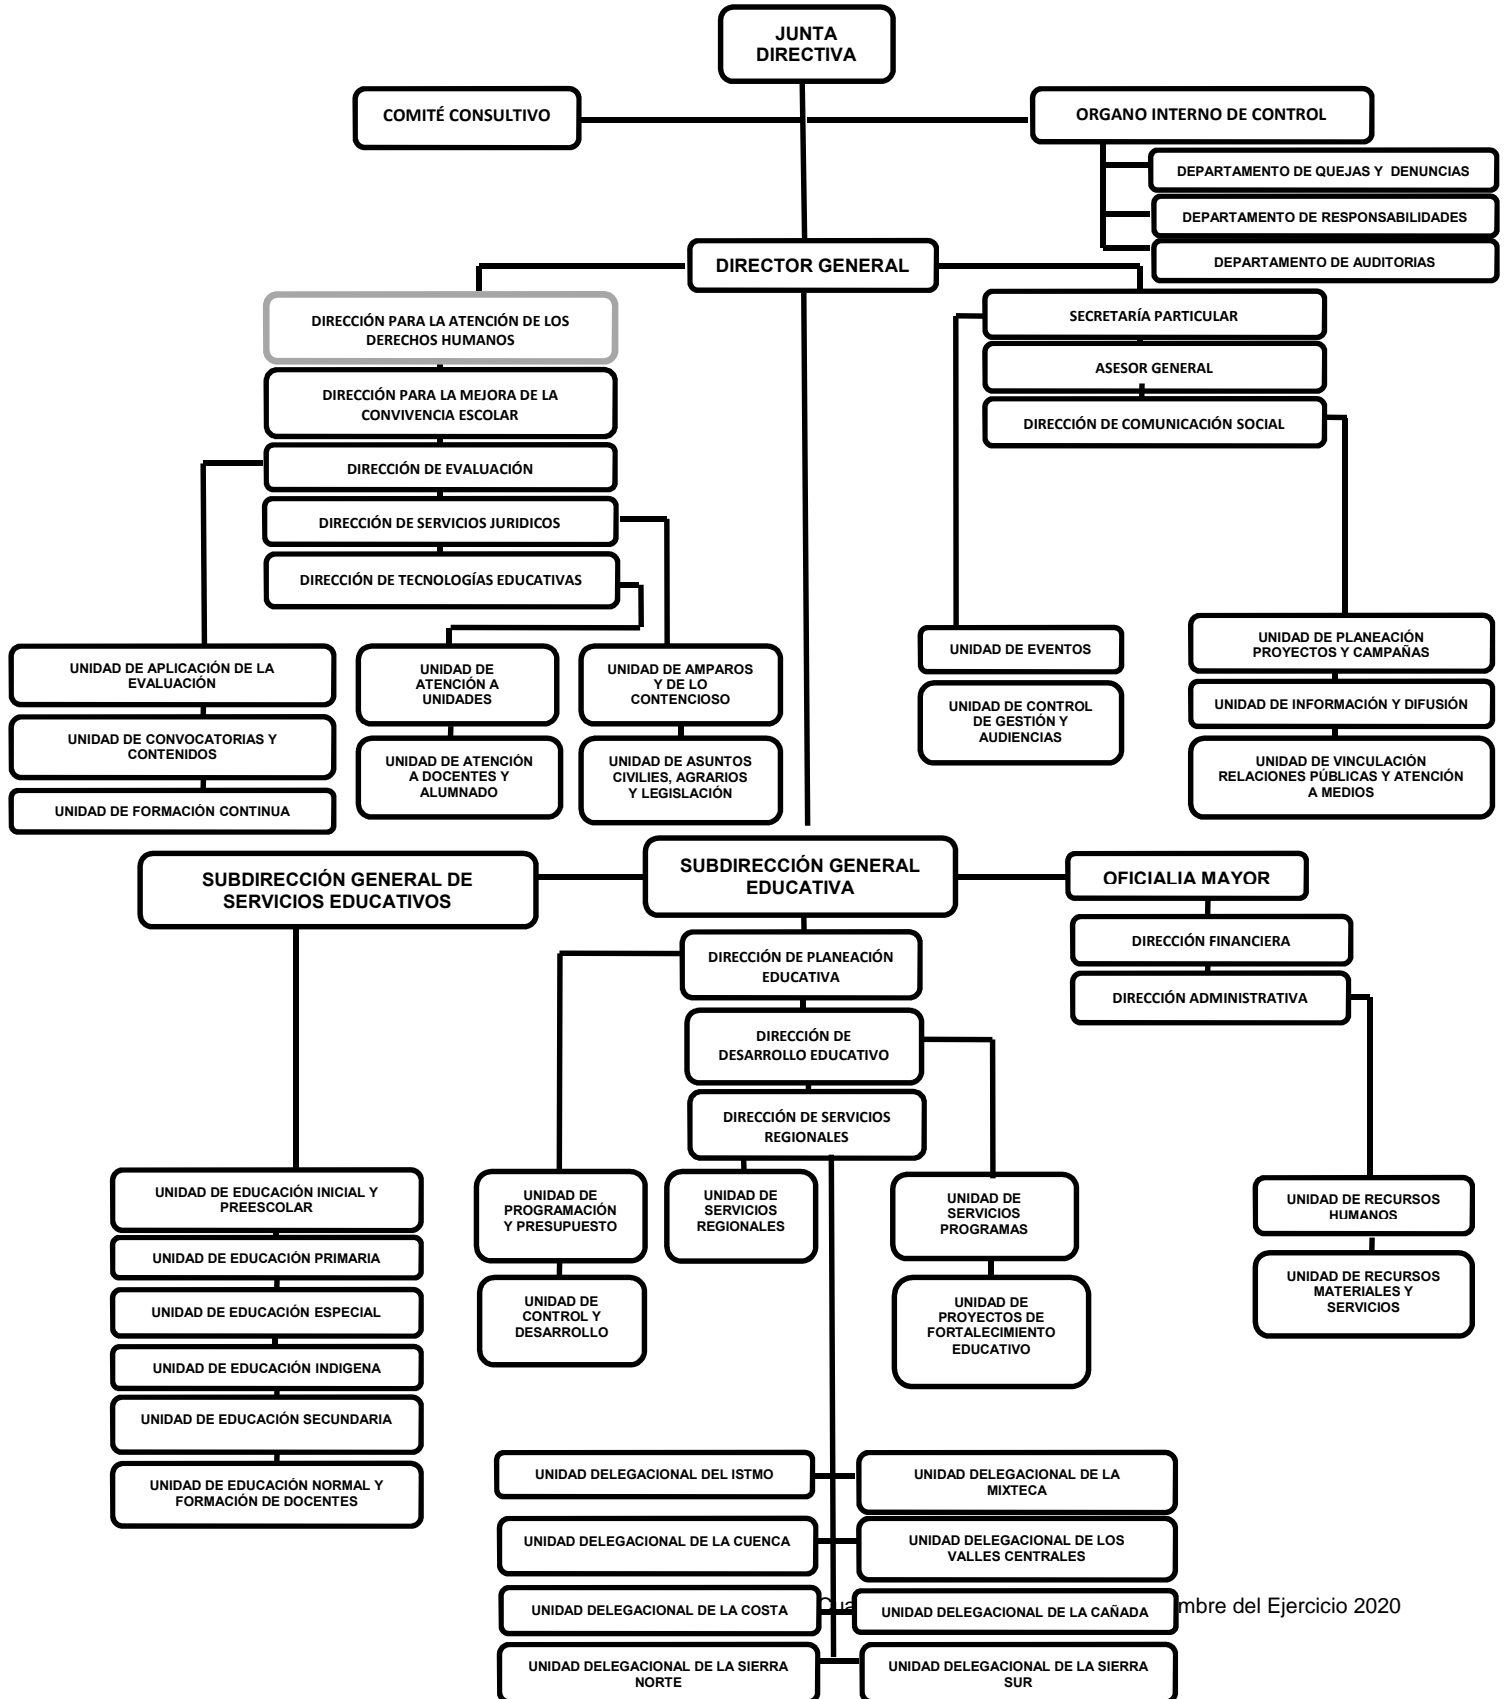 JUNTA
DIRECTIVA
COMITÉ CONSULTIVO
ORGANO INTERNO DE CONTROL
DEPARTAMENTO DE QUEJAS Y DENUNCIAS
DEPARTAMENTO DE RESPONSABILIDADES
DEPARTAMENTO DE AUDITORIAS
DIRECTOR GENERAL
DIRECCIÓN PARA LA ATENCIÓN DE LOS
DERECHOS HUMANOS
DIRECCIÓN PARA LA MEJORA DE LA
CONVIVENCIA ESCOLAR
DIRECCIÓN DE EVALUACIÓN
DIRECCIÓN DE SERVICIOS JURIDICOS
DIRECCIÓN DE TECNOLOGÍAS EDUCATIVAS
SECRETARÍA PARTICULAR
ASESOR GENERAL
DIRECCIÓN DE COMUNICACIÓN SOCIAL
UNIDAD DE APLICACIÓN DE LA
EVALUACIÓN
UNIDAD DE CONVOCATORIAS Y
CONTENIDOS
UNIDAD DE FORMACIÓN CONTINUA
UNIDAD DE
ATENCIÓN A
UNIDADES
UNIDAD DE ATENCIÓN
A DOCENTES Y
ALUMNADO
UNIDAD DE AMPAROS
Y DE LO
CONTENCIOSO
UNIDAD DE ASUNTOS
CIVILIES, AGRARIOS
Y LEGISLACIÓN
UNIDAD DE EVENTOS
UNIDAD DE CONTROL
DE GESTIÓN Y
AUDIENCIAS
UNIDAD DE PLANEACIÓN
PROYECTOS Y CAMPAÑAS
UNIDAD DE INFORMACIÓN Y DIFUSIÓN
UNIDAD DE VINCULACIÓN
RELACIONES PÚBLICAS Y ATENCIÓN
A MEDIOS
SUBDIRECCIÓN GENERAL DE
SERVICIOS EDUCATIVOS
SUBDIRECCIÓN GENERAL
EDUCATIVA
OFICIALIA MAYOR
DIRECCIÓN DE PLANEACIÓN
EDUCATIVA
DIRECCIÓN DE
DESARROLLO EDUCATIVO
DIRECCIÓN DE SERVICIOS
REGIONALES
DIRECCIÓN FINANCIERA
DIRECCIÓN ADMINISTRATIVA
UNIDAD DE EDUCACIÓN INICIAL Y
PREESCOLAR
UNIDAD DE EDUCACIÓN PRIMARIA
UNIDAD DE EDUCACIÓN ESPECIAL
UNIDAD DE EDUCACIÓN INDIGENA
UNIDAD DE EDUCACIÓN SECUNDARIA
UNIDAD DE EDUCACIÓN NORMAL Y
FORMACIÓN DE DOCENTES
UNIDAD DE
PROGRAMACIÓN
Y PRESUPUESTO
UNIDAD DE
CONTROL Y
DESARROLLO
UNIDAD DE
SERVICIOS
REGIONALES
UNIDAD DE
SERVICIOS
PROGRAMAS
UNIDAD DE
PROYECTOS DE
FORTALECIMIENTO
EDUCATIVO
UNIDAD DE RECURSOS
HUMANOS
UNIDAD DE RECURSOS
MATERIALES Y
SERVICIOS
UNIDAD DELEGACIONAL DEL ISTMO
UNIDAD DELEGACIONAL DE LA
MIXTECA
UNIDAD DELEGACIONAL DE LA CUENCA
UNIDAD DELEGACIONAL DE LOS
VALLES CENTRALES
UNIDAD DELEGACIONAL DE LA COSTA
UNIDAD DELEGACIONAL DE LA CAÑADA
del Ejercicio 2020
UNIDAD DELEGACIONAL DE LA SIERRA
NORTE
UNIDAD DELEGACIONAL DE LA SIERRA
SUR